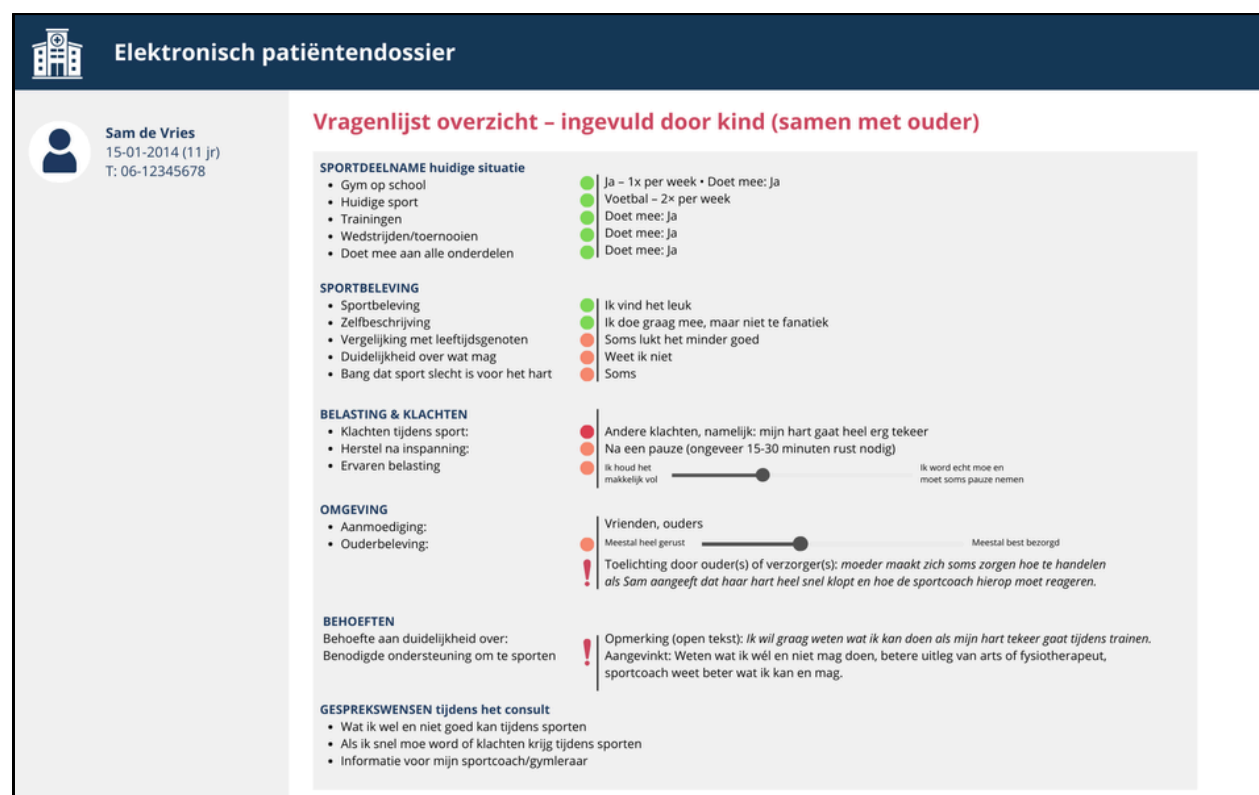 Elektronisch patiëntendossier
Sam de Vries
15-01-2014 (11 jr)
T: 06-12345678
Vragenlijst overzicht – ingevuld door kind (samen met ouder)
SPORTDEELNAME huidige situatie
• Gym op school
Ja – 1x per week • Doet mee: Ja
• Huidige sport
Voetbal – 2× per week
• Trainingen
Doet mee: Ja
• Wedstrijden/toernooien
Doet mee: Ja
• Doet mee aan alle onderdelen
Doet mee: Ja
SPORTBELEVING
• Sportbeleving
Ik vind het leuk
• Zelfbeschrijving
Ik doe graag mee, maar niet te fanatiek
• Vergelijking met leeftijdsgenoten
Soms lukt het minder goed
• Duidelijkheid over wat mag
Weet ik niet
• Bang dat sport slecht is voor het hart
Soms
BELASTING & KLACHTEN
• Klachten tijdens sport:
Andere klachten, namelijk: mijn hart gaat heel erg tekeer
• Herstel na inspanning:
Na een pauze (ongeveer 15-30 minuten rust nodig)
• Ervaren belasting
Ik houd het
makkelijk vol
Ik word echt moe en
moet soms pauze nemen
OMGEVING
• Aanmoediging:
Vrienden, ouders
• Ouderbeleving:
Meestal heel gerust
Meestal best bezorgd
! Toelichting door ouder(s) of verzorger(s): moeder maakt zich soms zorgen hoe te handelen
als Sam aangeeft dat haar hart heel snel klopt en hoe de sportcoach hierop moet reageren.
BEHOEFTEN
Behoefte aan duidelijkheid over:
! Opmerking (open tekst): Ik wil graag weten wat ik kan doen als mijn hart tekeer gaat tijdens trainen.
Benodigde ondersteuning om te sporten
Aangevinkt: Weten wat ik wél en niet mag doen, betere uitleg van arts of fysiotherapeut,
sportcoach weet beter wat ik kan en mag.
GESPREKSWENSEN tijdens het consult
• Wat ik wel en niet goed kan tijdens sporten
• Als ik snel moe word of klachten krijg tijdens sporten
• Informatie voor mijn sportcoach/gymleraar